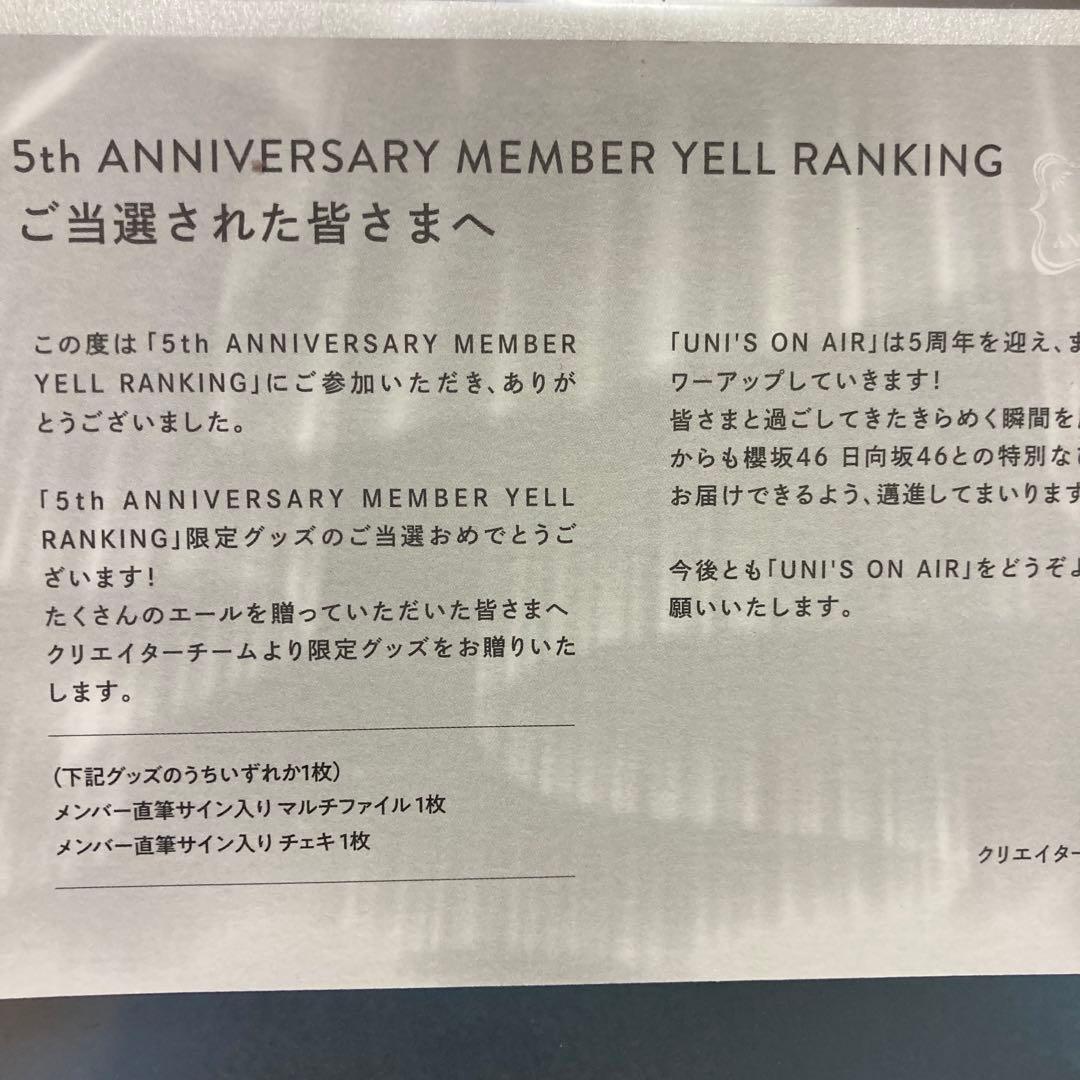 5th ANNIVERSARY MEMBER YELL RANKING
ご当選された皆さまへ
この度は「5th ANNIVERSARY MEMBER
YELL RANKING」にご参加いただき、ありが
とうございました。
「5th ANNIVERSARY MEMBER YELL
RANKING」限定グッズのご当選おめでとうご
ざいます!
たくさんのエールを贈っていただいた皆さまへ
クリエイターチームより限定グッズをお贈りいた
します。
(下記グッズのうちいずれか1枚)
メンバー直筆サイン入り マルチファイル 1枚
メンバー直筆サイン入り チェキ 1枚
「UNI'S ON AIR」は5周年を迎え、ま
ワーアップしていきます!
皆さまと過ごしてきたきらめく瞬間を
からも櫻坂46 日向坂46との特別な
お届けできるよう、邁進してまいります
今後とも「UNI'S ON AIR」をどうぞよ
願いいたします。
クリエイター